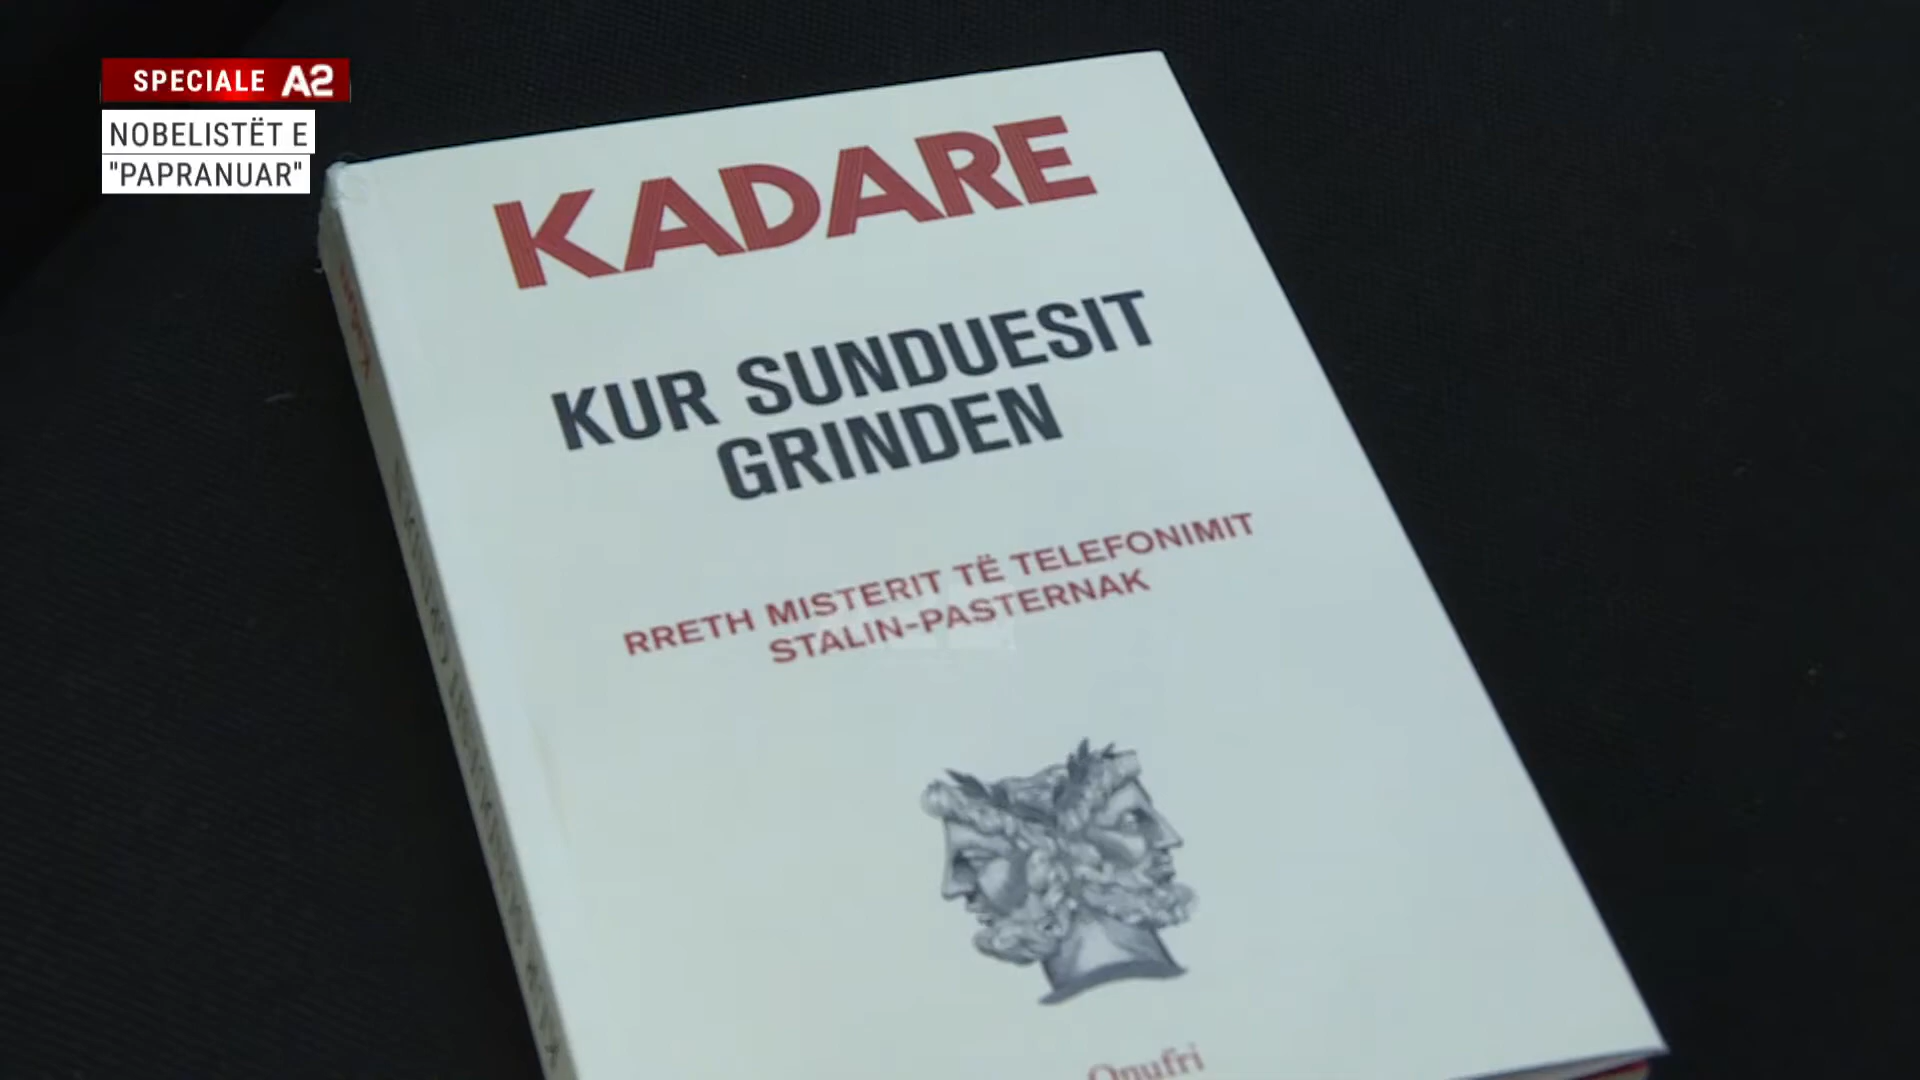 SPECIALE A2
NOBELISTËT E
"PAPRANUAR"
KADARE
KUR SUNDUESIT
GRINDEN
RRETH MISTERIT TË TELEFONIMIT
STALIN-PASTERNAK
Onufri